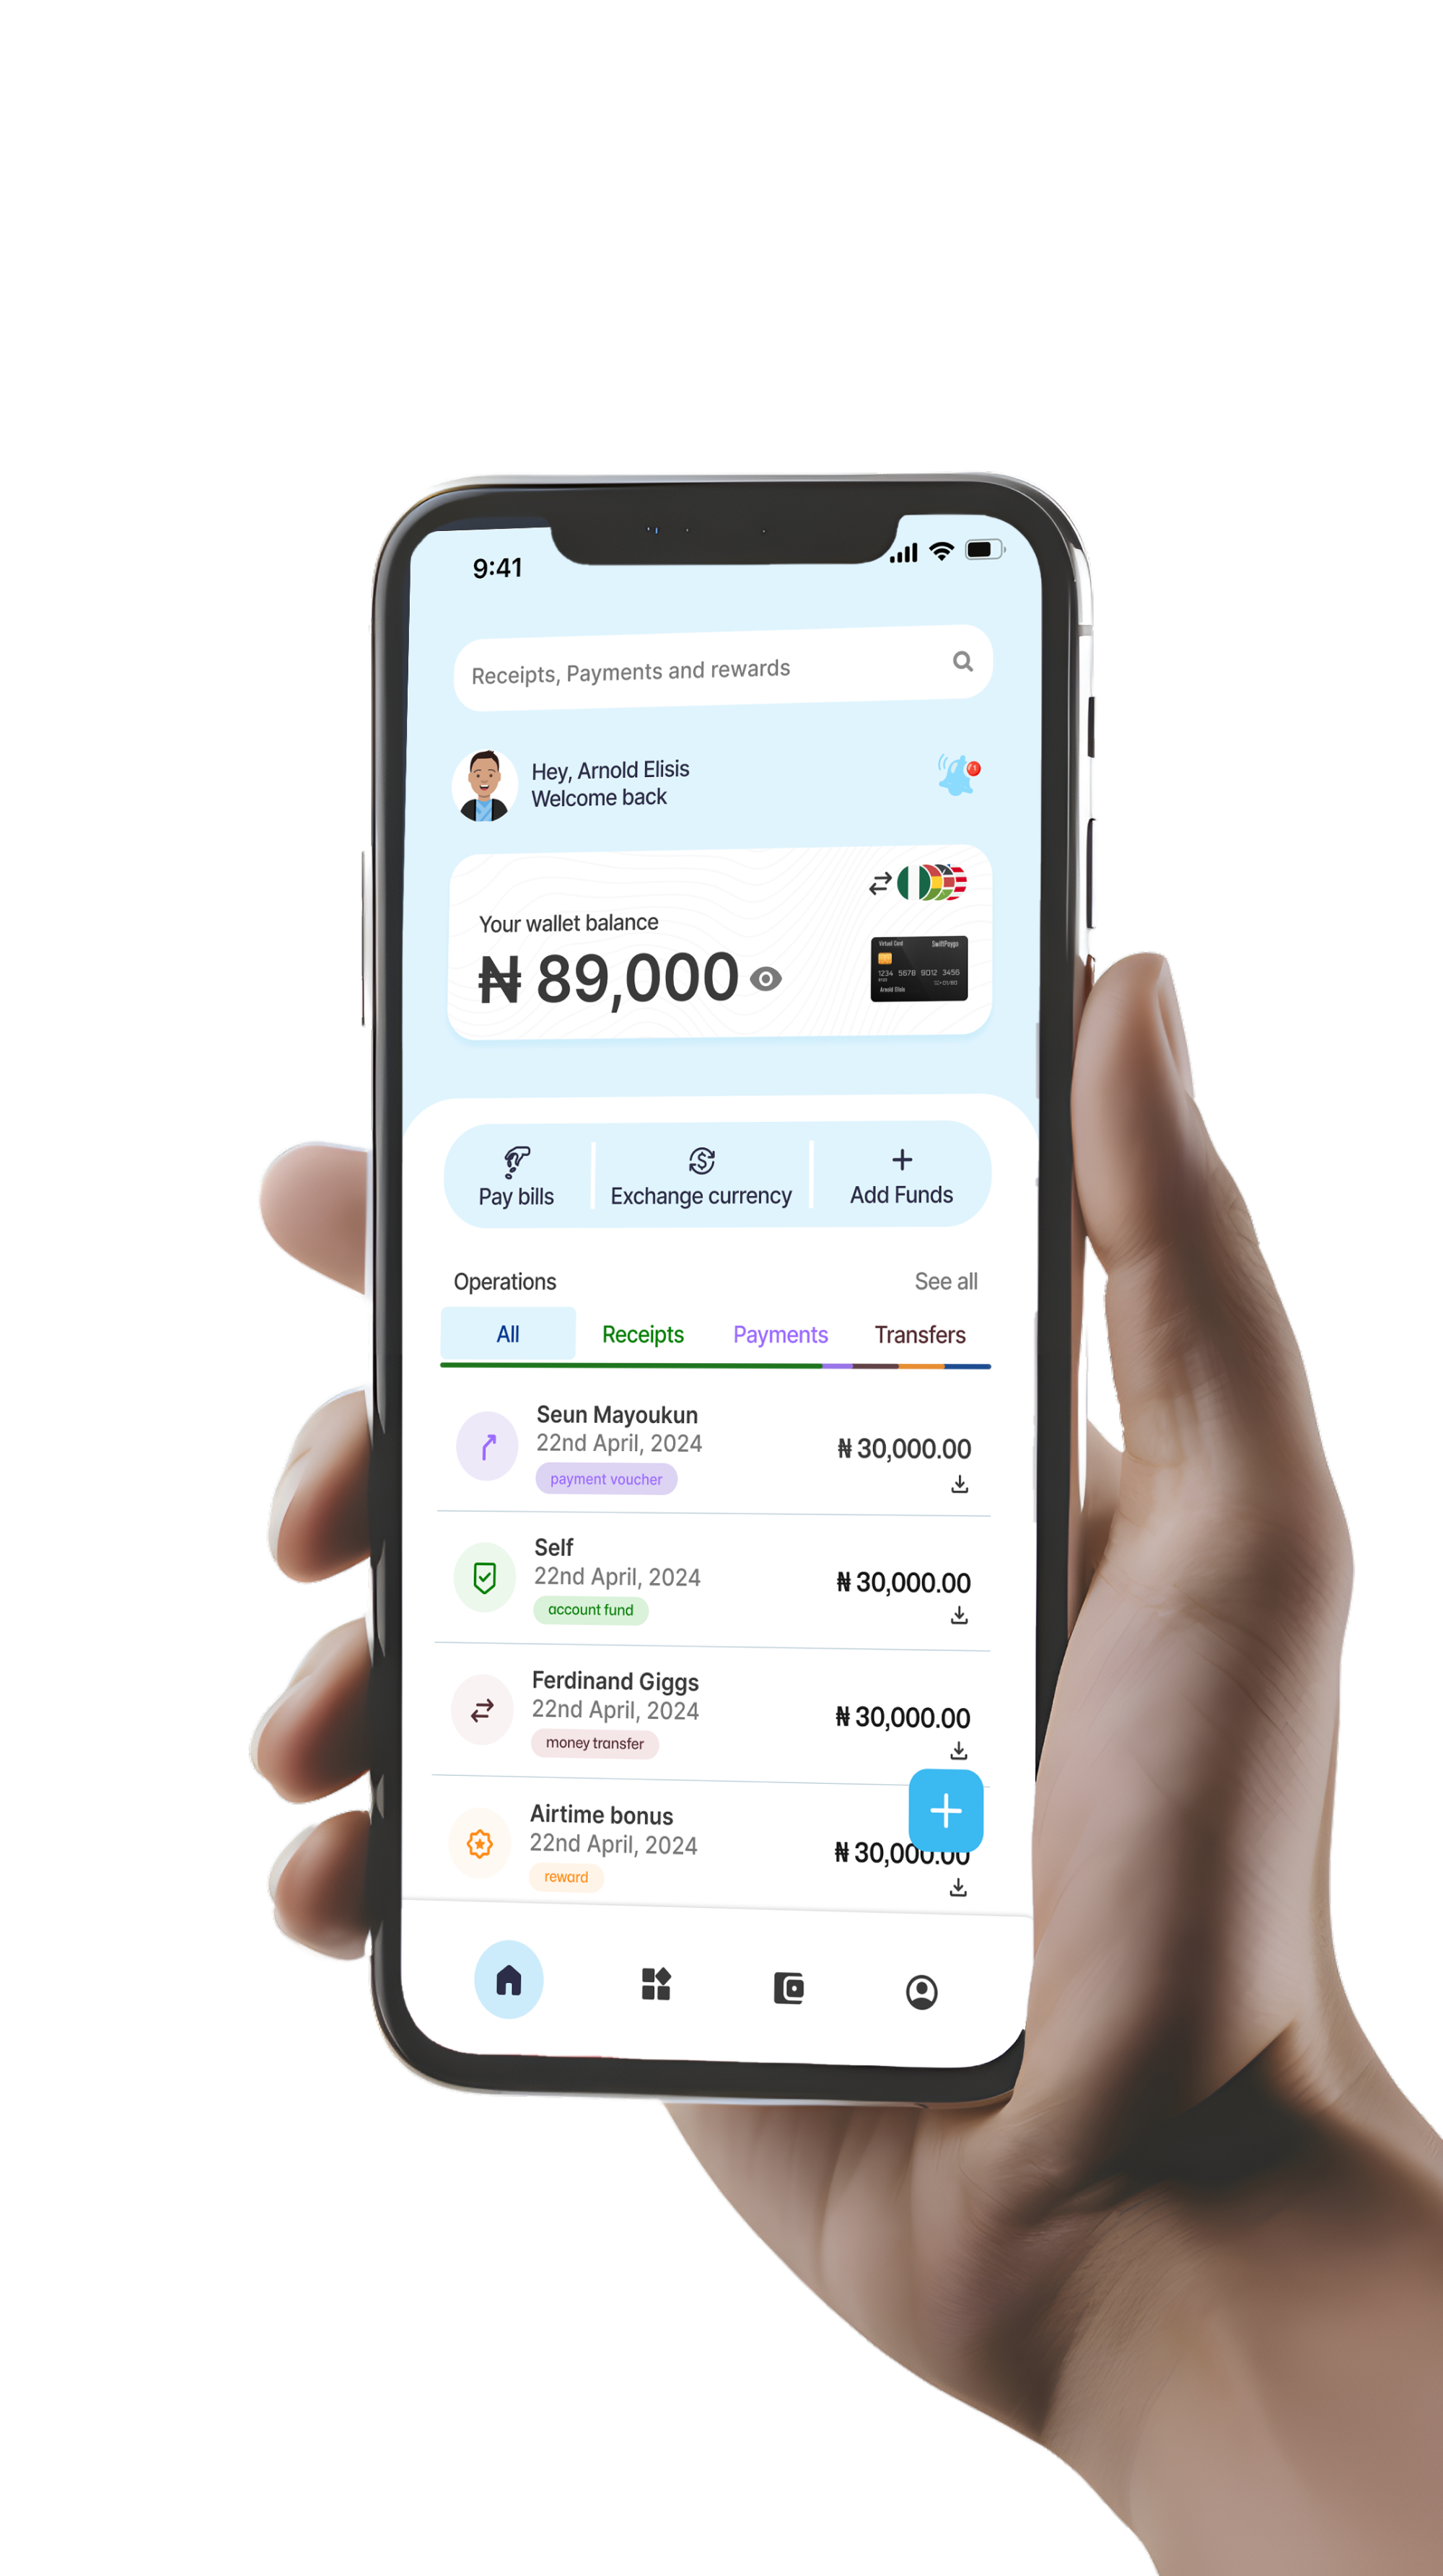 9:41
Receipts, Payments and rewards
Hey, Arnold Elisis
Welcome back
Your wallet balance
₦ 89,000
Virtual Card SwiftPaygo
1234 5678 9012 3456
Arnold Elisis
Pay bills
Exchange currency
Add Funds
Operations
See all
All
Receipts
Payments
Transfers
Seun Mayoukun
22nd April, 2024
₦ 30,000.00
payment voucher
Self
22nd April, 2024
₦ 30,000.00
account fund
Ferdinand Giggs
22nd April, 2024
₦ 30,000.00
money transfer
Airtime bonus
22nd April, 2024
₦ 30,000.00
reward